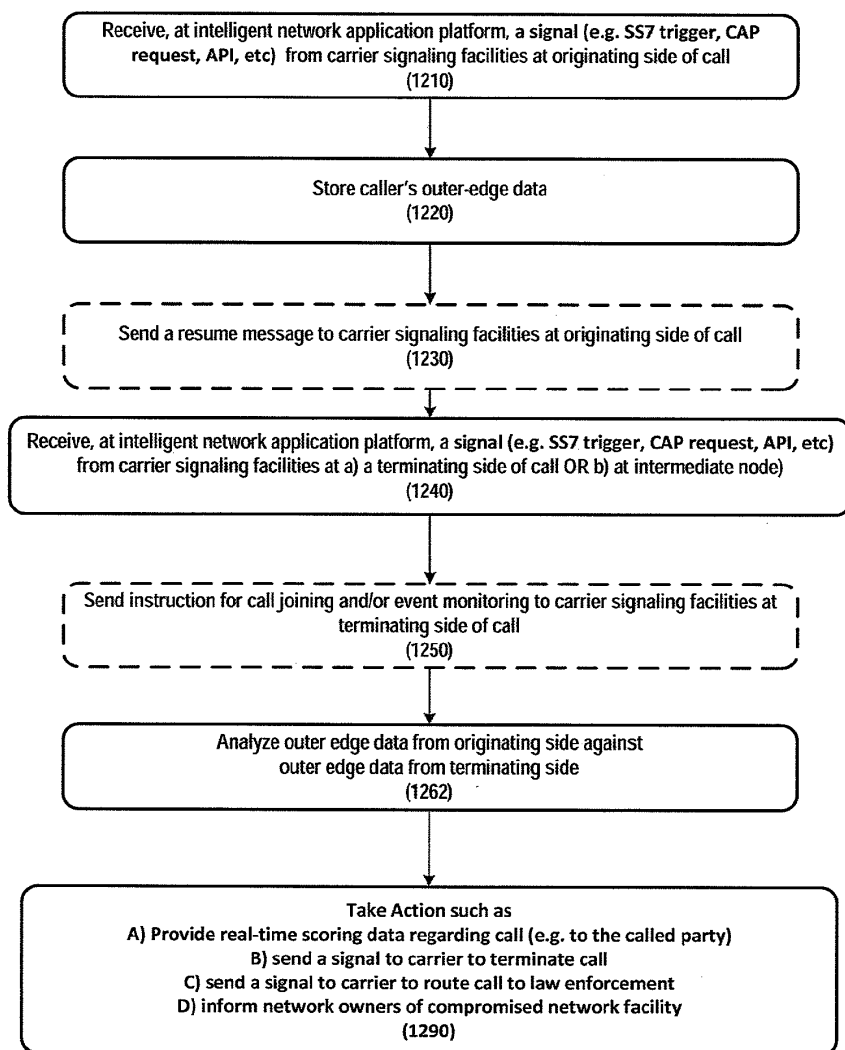 Receive, at intelligent network application platform, a signal (e.g. SS7 trigger, CAP
request, API, etc) from carrier signaling facilities at originating side of call
(1210)
Store caller's outer-edge data
(1220)
Send a resume message to carrier signaling facilities at originating side of call
(1230)
Receive, at intelligent network application platform, a signal (e.g. SS7 trigger, CAP request, API, etc)
from carrier signaling facilities at a) a terminating side of call OR b) at intermediate node)
(1240)
Send instruction for call joining and/or event monitoring to carrier signaling facilities at
terminating side of call
(1250)
Analyze outer edge data from originating side against
outer edge data from terminating side
(1262)
Take Action such as
A) Provide real-time scoring data regarding call (e.g. to the called party)
B) send a signal to carrier to terminate call
C) send a signal to carrier to route call to law enforcement
D) inform network owners of compromised network facility
(1290)